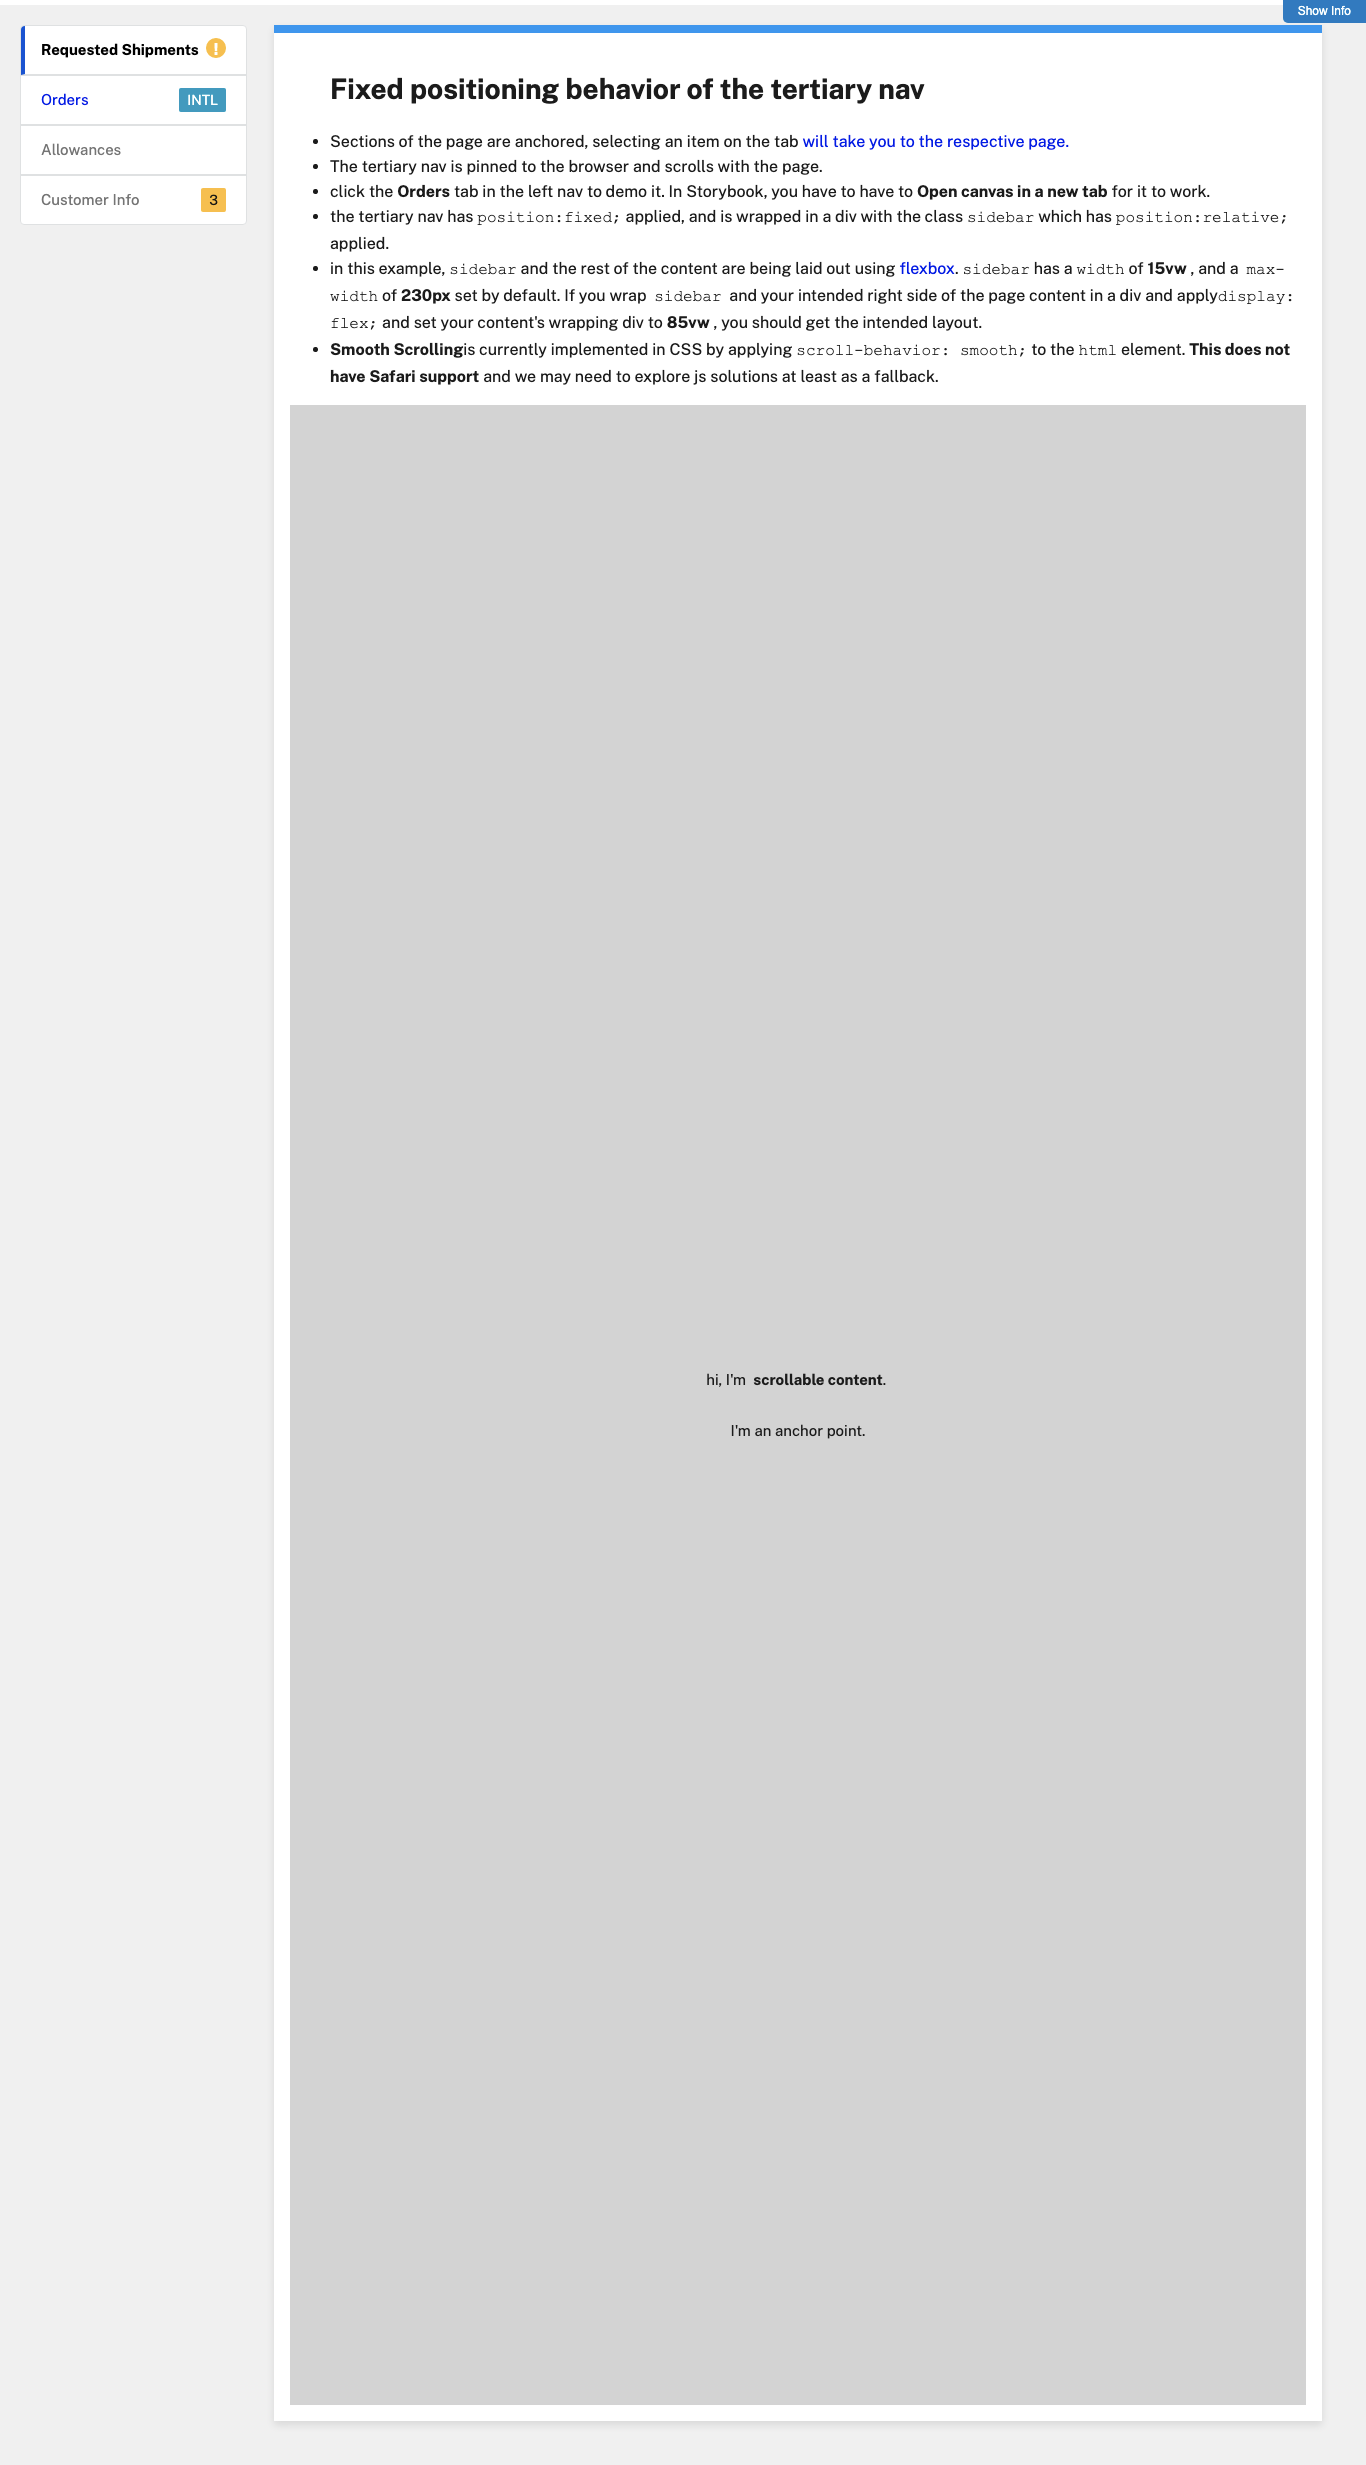 Show Info
Requested Shipments
Orders INTL
Allowances
Customer Info 3
Fixed positioning behavior of the tertiary nav
• Sections of the page are anchored, selecting an item on the tab will take you to the respective page.
• The tertiary nav is pinned to the browser and scrolls with the page.
• click the Orders tab in the left nav to demo it. In Storybook, you have to have to Open canvas in a new tab for it to work.
• the tertiary nav has position:fixed; applied, and is wrapped in a div with the class sidebar which has position:relative;
applied.
• in this example, sidebar and the rest of the content are being laid out using flexbox. sidebar has a width of 15vw , and a max-
width of 230px set by default. If you wrap sidebar and your intended right side of the page content in a div and applydisplay:
flex; and set your content's wrapping div to 85vw , you should get the intended layout.
• Smooth Scrollingis currently implemented in CSS by applying scroll-behavior: smooth; to the html element. This does not
have Safari support and we may need to explore js solutions at least as a fallback.
hi, I'm scrollable content.
I'm an anchor point.